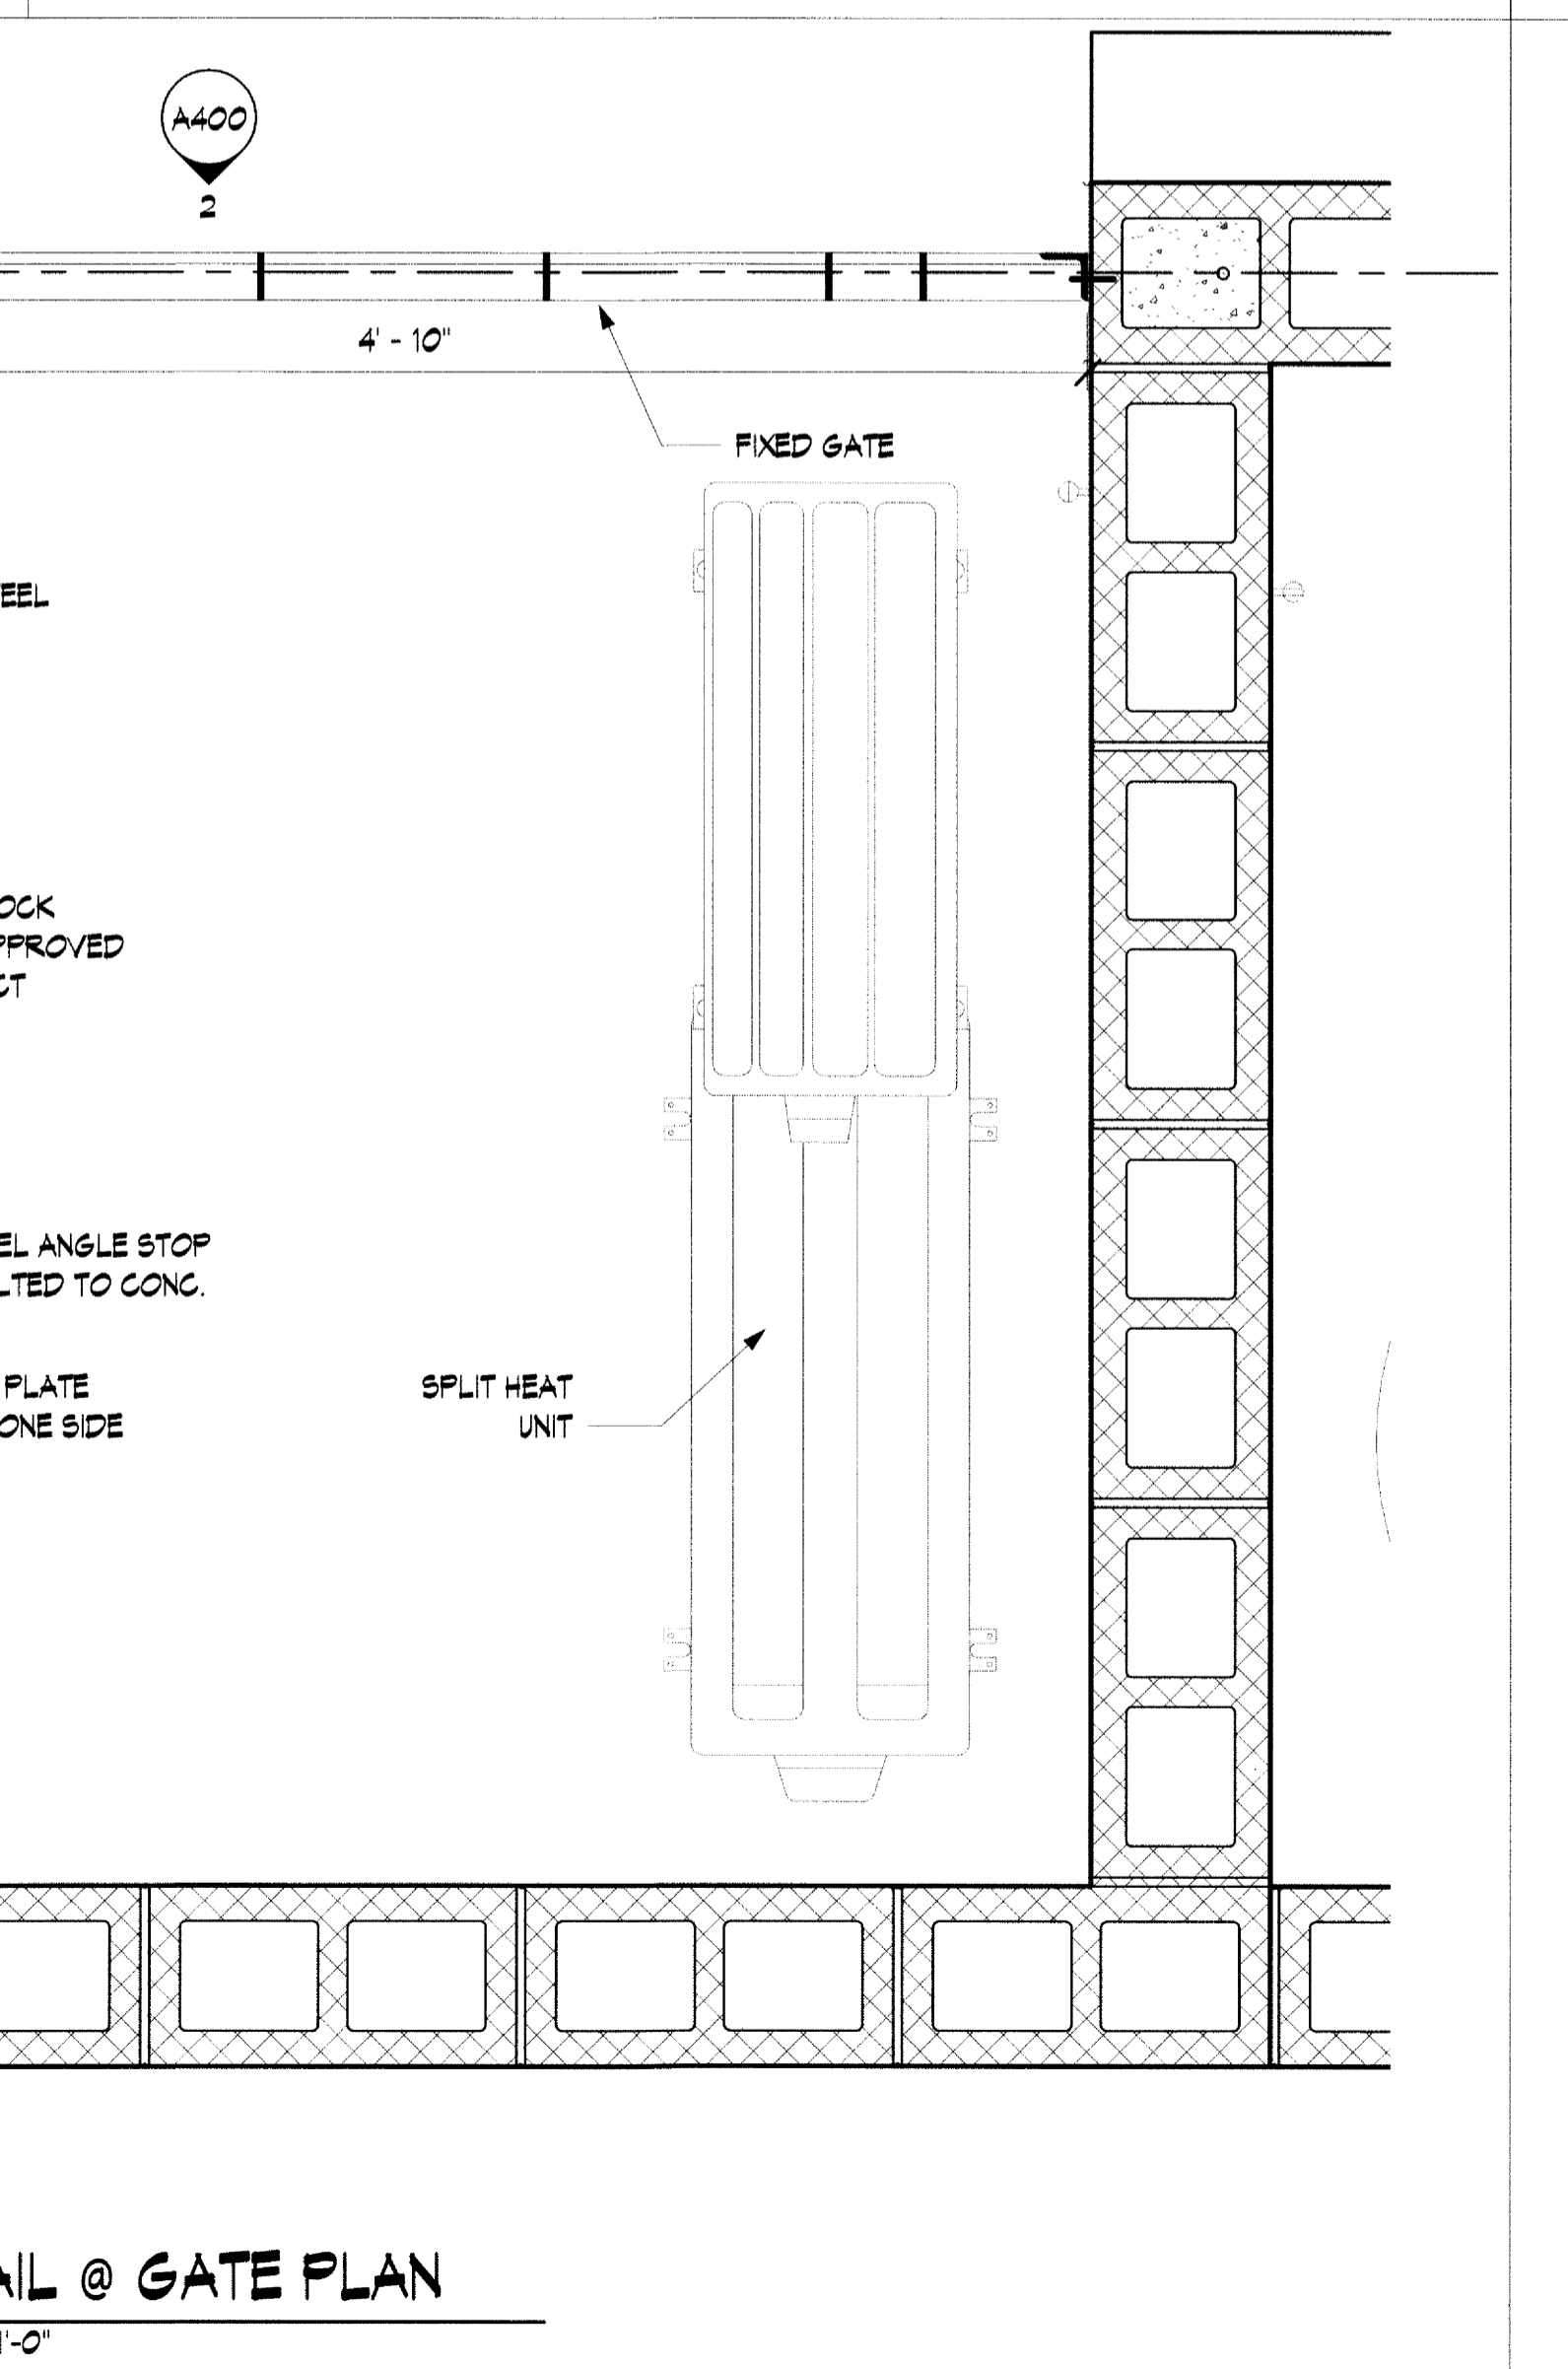 A400
2
4' - 10"
FIXED GATE
EEL
OCK
PPROVED
CT
EL ANGLE STOP
LTED TO CONC.
PLATE
ONE SIDE
SPLIT HEAT
UNIT
AIL @ GATE PLAN
1'-0"